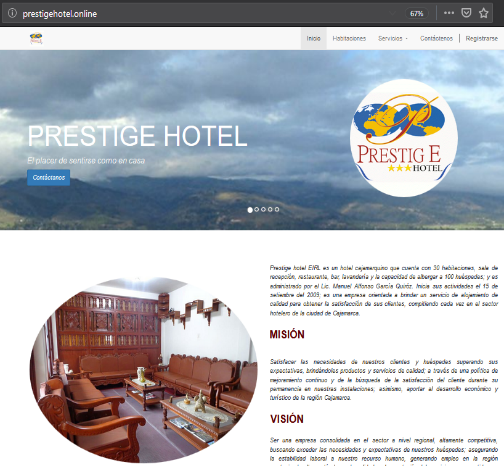 prestigehotel.online
67%
Inicio Habitaciones Servicios Contáctenos Registrarse
PRESTIGE HOTEL
El placer de sentirse como en casa
Contáctanos
PRESTIGE
HOTEL
Prestige hotel EIRL es un hotel cajamarquino que cuenta con 50 habitaciones, sala de
recepción, restaurante, bar, lavandería y la capacidad de albergar a 100 huéspedes, y es
administrado por el Lic. Manuel Alfonso García Quiróz. Inicia sus actividades el 15 de
setiembre del 2003; es una empresa orientada a brindar un servicio de alojamiento de
calidad para obtener la satisfacción de sus clientes, compitiendo cada vez en el sector
hotelero de la ciudad de Cajamarca.
MISIÓN
Satisfacer las necesidades de nuestros clientes y huéspedes superando sus
expectativas, brindándoles productos y servicios de calidad; a través de una política de
mejoramiento continuo y de la búsqueda de la satisfacción del cliente durante su
permanencia en nuestras instalaciones; asimismo, aportar al desarrollo económico y
turístico de la región Cajamarca.
VISIÓN
Ser una empresa consolidada en el sector a nivel regional, altamente competitiva,
buscando exceder las necesidades y expectativas de nuestros huéspedes; asegurando
la estabilidad laboral a nuestro recurso humano, generando empleo en la región